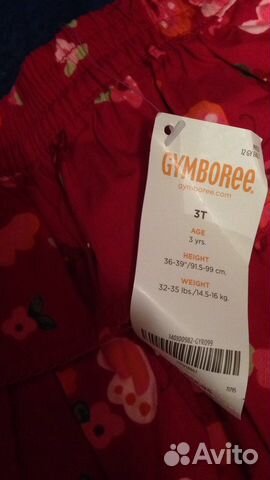 GYMBOREE
gymboree.com
3T
AGE
3 yrs.
HEIGHT
36-39"/91.5-99 cm.
WEIGHT
32-35 lbs./14.5-16 kg.
Avito